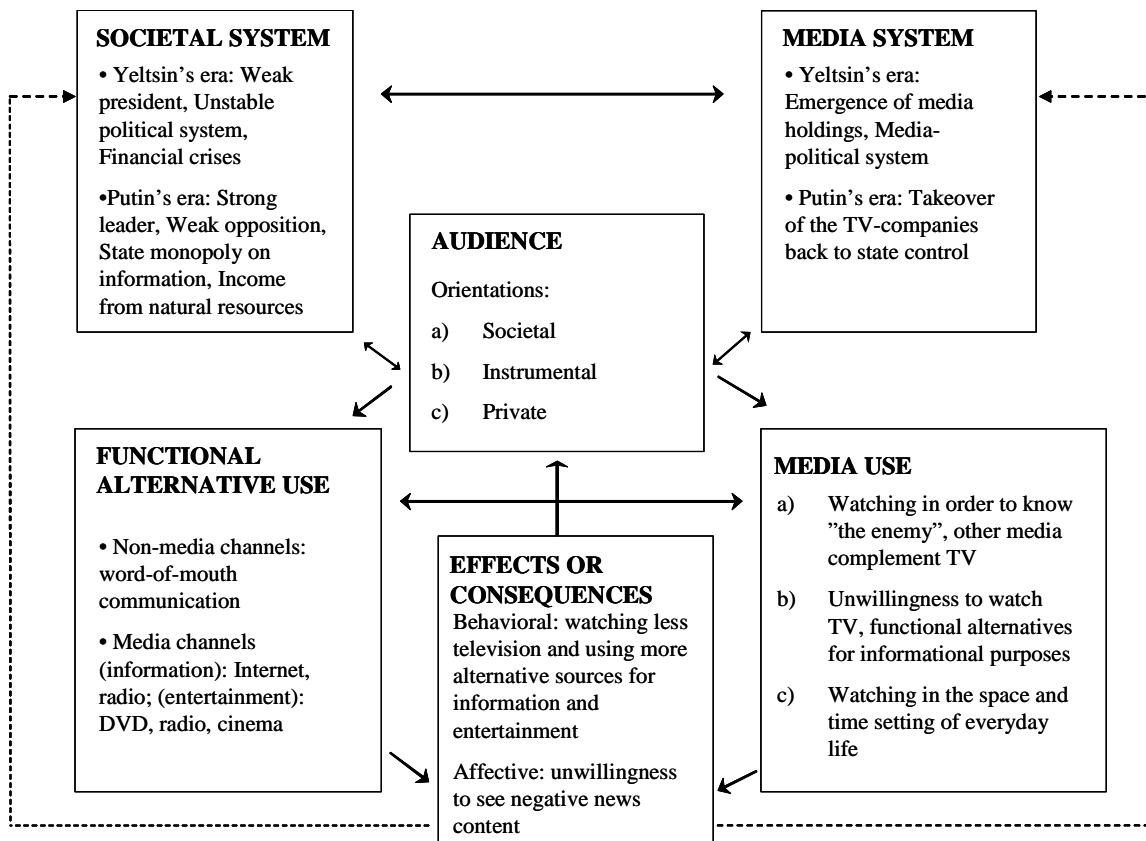 SOCIETAL SYSTEM
• Yeltsin’s era: Weak
president, Unstable
political system,
Financial crises
•Putin’s era: Strong
leader, Weak opposition,
State monopoly on
information, Income
from natural resources
MEDIA SYSTEM
• Yeltsin’s era:
Emergence of media
holdings, Media-
political system
• Putin’s era: Takeover
of the TV-companies
back to state control
AUDIENCE
Orientations:
a) Societal
b) Instrumental
c) Private
FUNCTIONAL
ALTERNATIVE USE
• Non-media channels:
word-of-mouth
communication
• Media channels
(information): Internet,
radio; (entertainment):
DVD, radio, cinema
EFFECTS OR
CONSEQUENCES
Behavioral: watching less
television and using more
alternative sources for
information and
entertainment
Affective: unwillingness
to see negative news
content
MEDIA USE
a) Watching in order to know
”the enemy”, other media
complement TV
b) Unwillingness to watch
TV, functional alternatives
for informational purposes
c) Watching in the space and
time setting of everyday
life